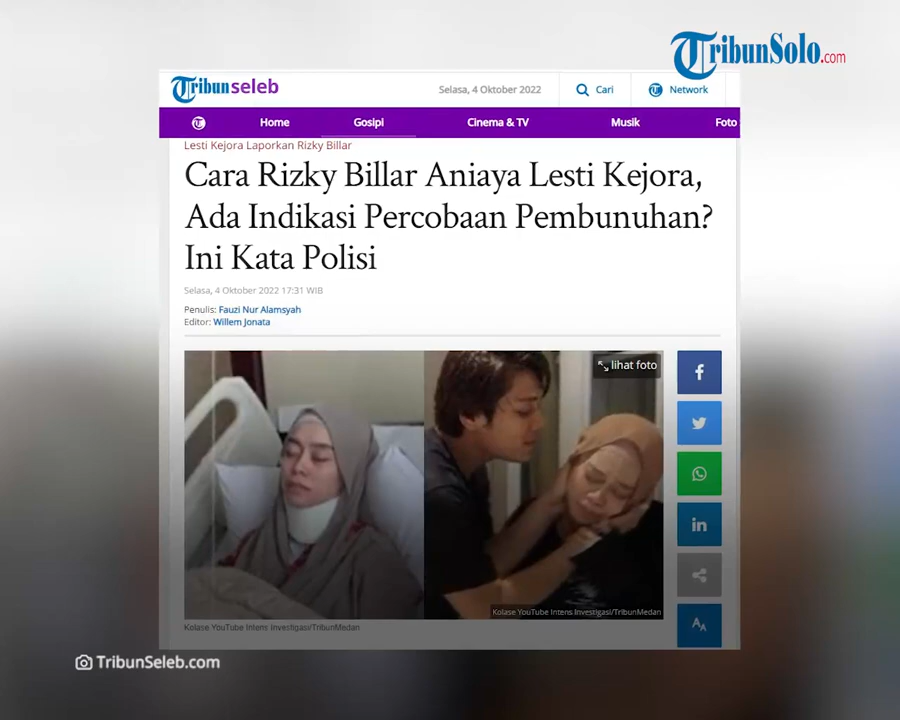 TribunSolo.com
Tribunseleb
Selasa, 4 Oktober 2022
Cari
Network
Home
Gosipi
Cinema & TV
Musik
Foto
Lesti Kejora Laporkan Rizky Billar
Cara Rizky Billar Aniaya Lesti Kejora,
Ada Indikasi Percobaan Pembunuhan?
Ini Kata Polisi
Selasa, 4 Oktober 2022 17:31 WIB
Penulis: Fauzi Nur Alamsyah
Editor: Willem Jonata
lihat foto
Kolase YouTube Intens Investigasi/TribunMedan
Kolase YouTube Intens Investigasi/TribunMedan
TribunSeleb.com